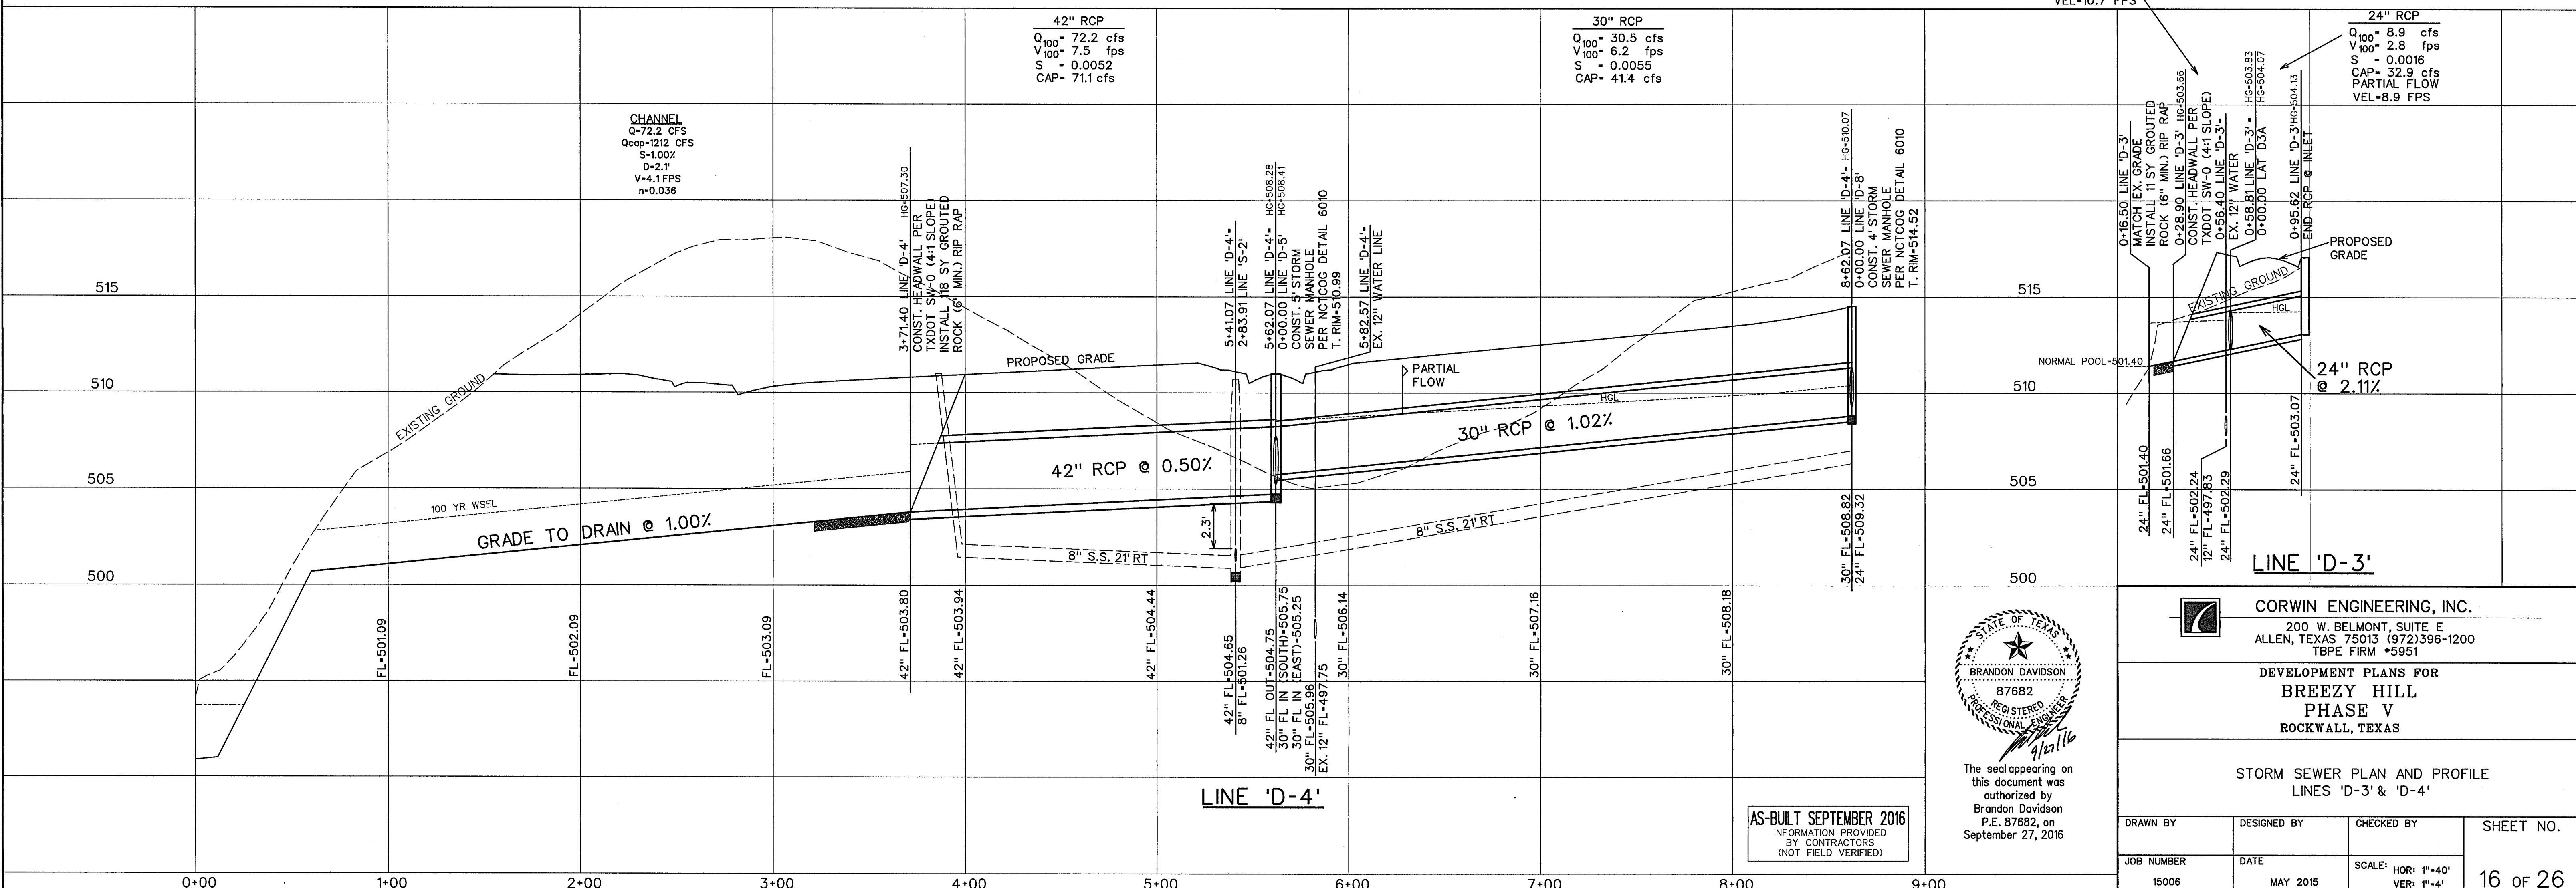 VEL=10.7 FPS
42" RCP
Q100= 72.2 cfs
V100= 7.5 fps
S = 0.0052
CAP= 71.1 cfs
30" RCP
Q100= 30.5 cfs
V100= 6.2 fps
S = 0.0055
CAP= 41.4 cfs
24" RCP
Q100= 8.9 cfs
V100= 2.8 fps
S = 0.0016
CAP= 32.9 cfs
PARTIAL FLOW
VEL=8.9 FPS
CHANNEL
Q=72.2 CFS
Qcap=1212 CFS
S=1.00%
D=2.1'
V=4.1 FPS
n=0.036
3+71.40 LINE 'D-4'
HG=507.30
CONST. HEADWALL PER
TXDOT SW-0 (4:1 SLOPE)
INSTALL 118 SY GROUTED
ROCK (6" MIN.) RIP RAP
5+41.07 LINE 'D-4'=
2+83.91 LINE 'S-2'
5+62.07 LINE 'D-4'= HG=508.28
0+00.00 LINE 'D-5' HG=508.41
CONST. 5' STORM
SEWER MANHOLE
PER NCTCOG DETAIL 6010
T. RIM=510.99
5+82.57 LINE 'D-4'=
EX. 12" WATER LINE
8+62.07 LINE 'D-4'= HG=510.07
0+00.00 LINE 'D-8'
CONST. 4' STORM
SEWER MANHOLE
PER NCTCOG DETAIL 6010
T. RIM=514.52
0+16.50 LINE 'D-3'
MATCH EX. GRADE
INSTALL 11 SY GROUTED
ROCK (6" MIN.) RIP RAP
0+28.90 LINE 'D-3' HG=503.66
CONST. HEADWALL PER
TXDOT SW-0 (4:1 SLOPE)
0+56.40 LINE 'D-3'=
EX. 12" WATER
0+58.81 LINE 'D-3'= HG=503.83
0+00.00 LAT D3A HG=504.07
0+95.62 LINE 'D-3' HG=504.13
END RCP @ INLET
PROPOSED
GRADE
EXISTING GROUND
HGL
NORMAL POOL=501.40
24" RCP
@ 2.11%
515
510
505
500
515
510
505
500
EXISTING GROUND
PROPOSED GRADE
PARTIAL
FLOW
HGL
30" RCP @ 1.02%
42" RCP @ 0.50%
100 YR WSEL
GRADE TO DRAIN @ 1.00%
8" S.S. 21' RT
2.3'
8" S.S. 21' RT
FL=501.09
FL=502.09
FL=503.09
42" FL=503.80
42" FL=503.94
42" FL=504.44
42" FL=504.65
8" FL=501.26
42" FL OUT=504.75
30" FL IN (SOUTH)=505.75
30" FL IN (EAST)=505.25
30" FL=505.96
EX. 12" FL=497.75
30" FL=506.14
30" FL=507.16
30" FL=508.18
30" FL=508.82
24" FL=509.32
24" FL=501.40
24" FL=501.66
24" FL=502.24
12" FL=497.83
24" FL=502.29
24" FL=503.07
LINE 'D-3'
LINE 'D-4'
STATE OF TEXAS
BRANDON DAVIDSON
87682
REGISTERED
PROFESSIONAL ENGINEER
9/27/16
The seal appearing on
this document was
authorized by
Brandon Davidson
P.E. 87682, on
September 27, 2016
AS-BUILT SEPTEMBER 2016
INFORMATION PROVIDED
BY CONTRACTORS
(NOT FIELD VERIFIED)
CORWIN ENGINEERING, INC.
200 W. BELMONT, SUITE E
ALLEN, TEXAS 75013 (972)396-1200
TBPE FIRM #5951
DEVELOPMENT PLANS FOR
BREEZY HILL
PHASE V
ROCKWALL, TEXAS
STORM SEWER PLAN AND PROFILE
LINES 'D-3' & 'D-4'
DRAWN BY
DESIGNED BY
CHECKED BY
SHEET NO.
JOB NUMBER
15006
DATE
MAY 2015
SCALE: HOR: 1"=40'
VER: 1"=4'
16 OF 26
0+00 1+00 2+00 3+00 4+00 5+00 6+00 7+00 8+00 9+00